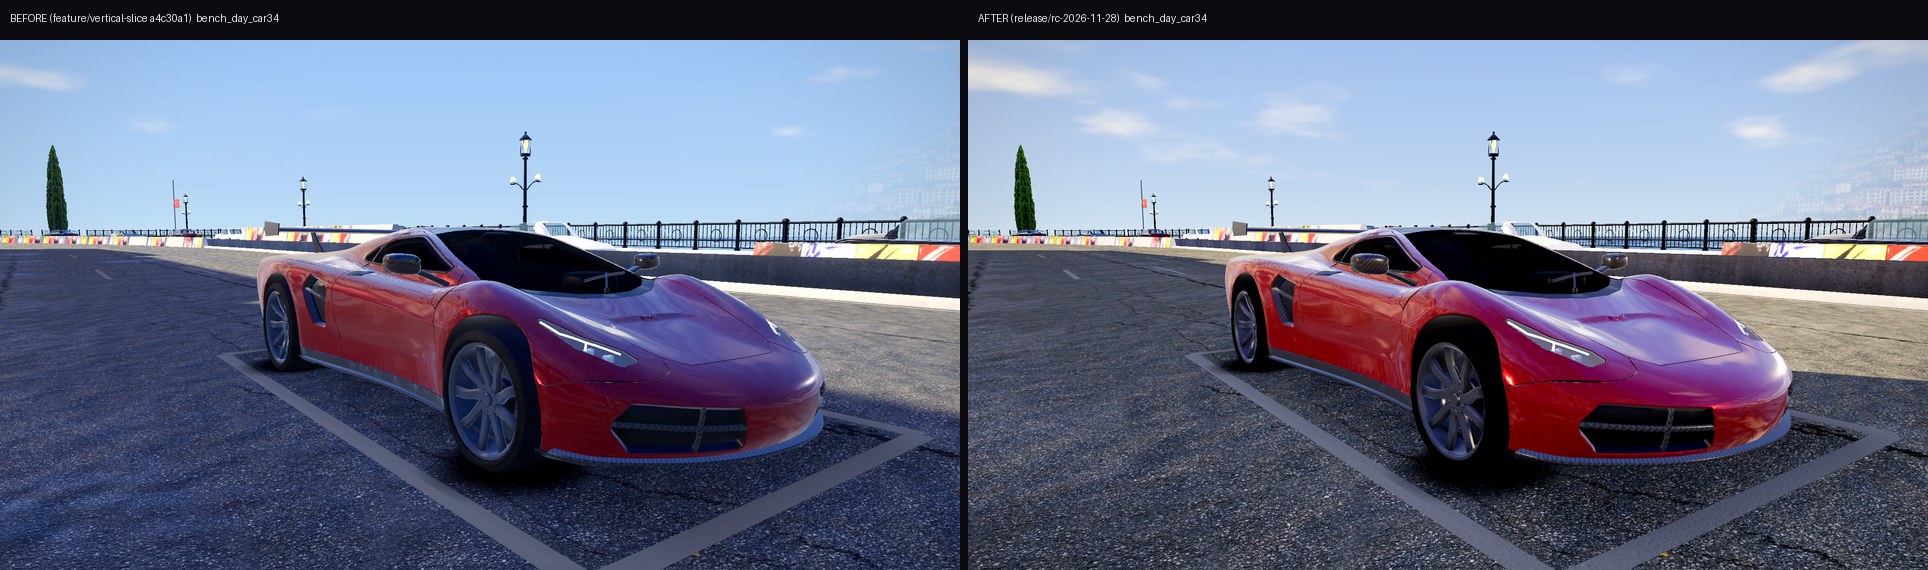 BEFORE (feature/vertical-slice a4c30a1) bench_day_car34
AFTER (release/rc-2026-11-28) bench_day_car34